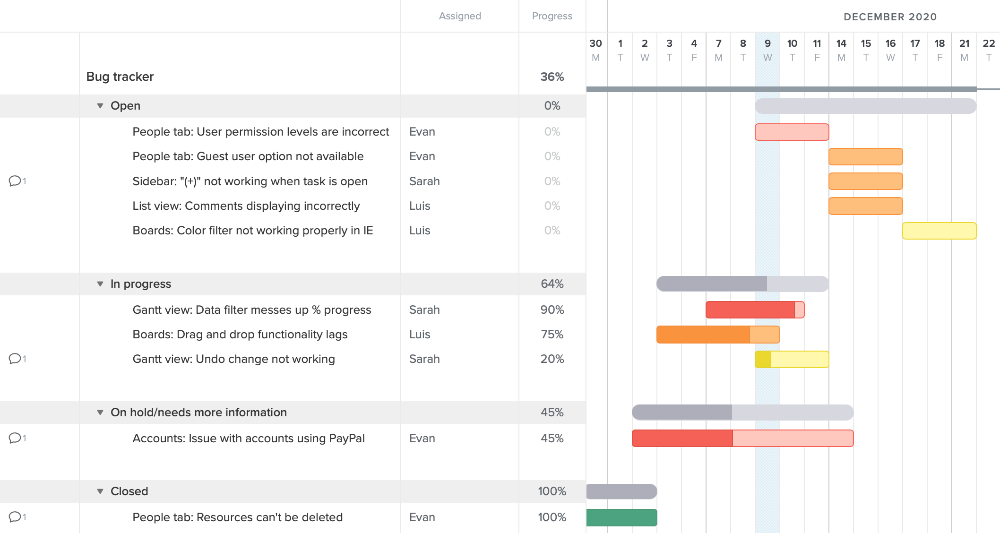 Assigned Progress DECEMBER 2020
30 1 2 3 4 7 8 9 10 11 14 15 16 17 18 21 22
M T W T F M T W T F M T W T F M T
Bug tracker 36%
Open 0%
People tab: User permission levels are incorrect Evan 0%
People tab: Guest user option not available Evan 0%
1 Sidebar: "(+)" not working when task is open Sarah 0%
List view: Comments displaying incorrectly Luis 0%
Boards: Color filter not working properly in IE Luis 0%
In progress 64%
Gantt view: Data filter messes up % progress Sarah 90%
Boards: Drag and drop functionality lags Luis 75%
1 Gantt view: Undo change not working Sarah 20%
On hold/needs more information 45%
1 Accounts: Issue with accounts using PayPal Evan 45%
Closed 100%
1 People tab: Resources can't be deleted Evan 100%